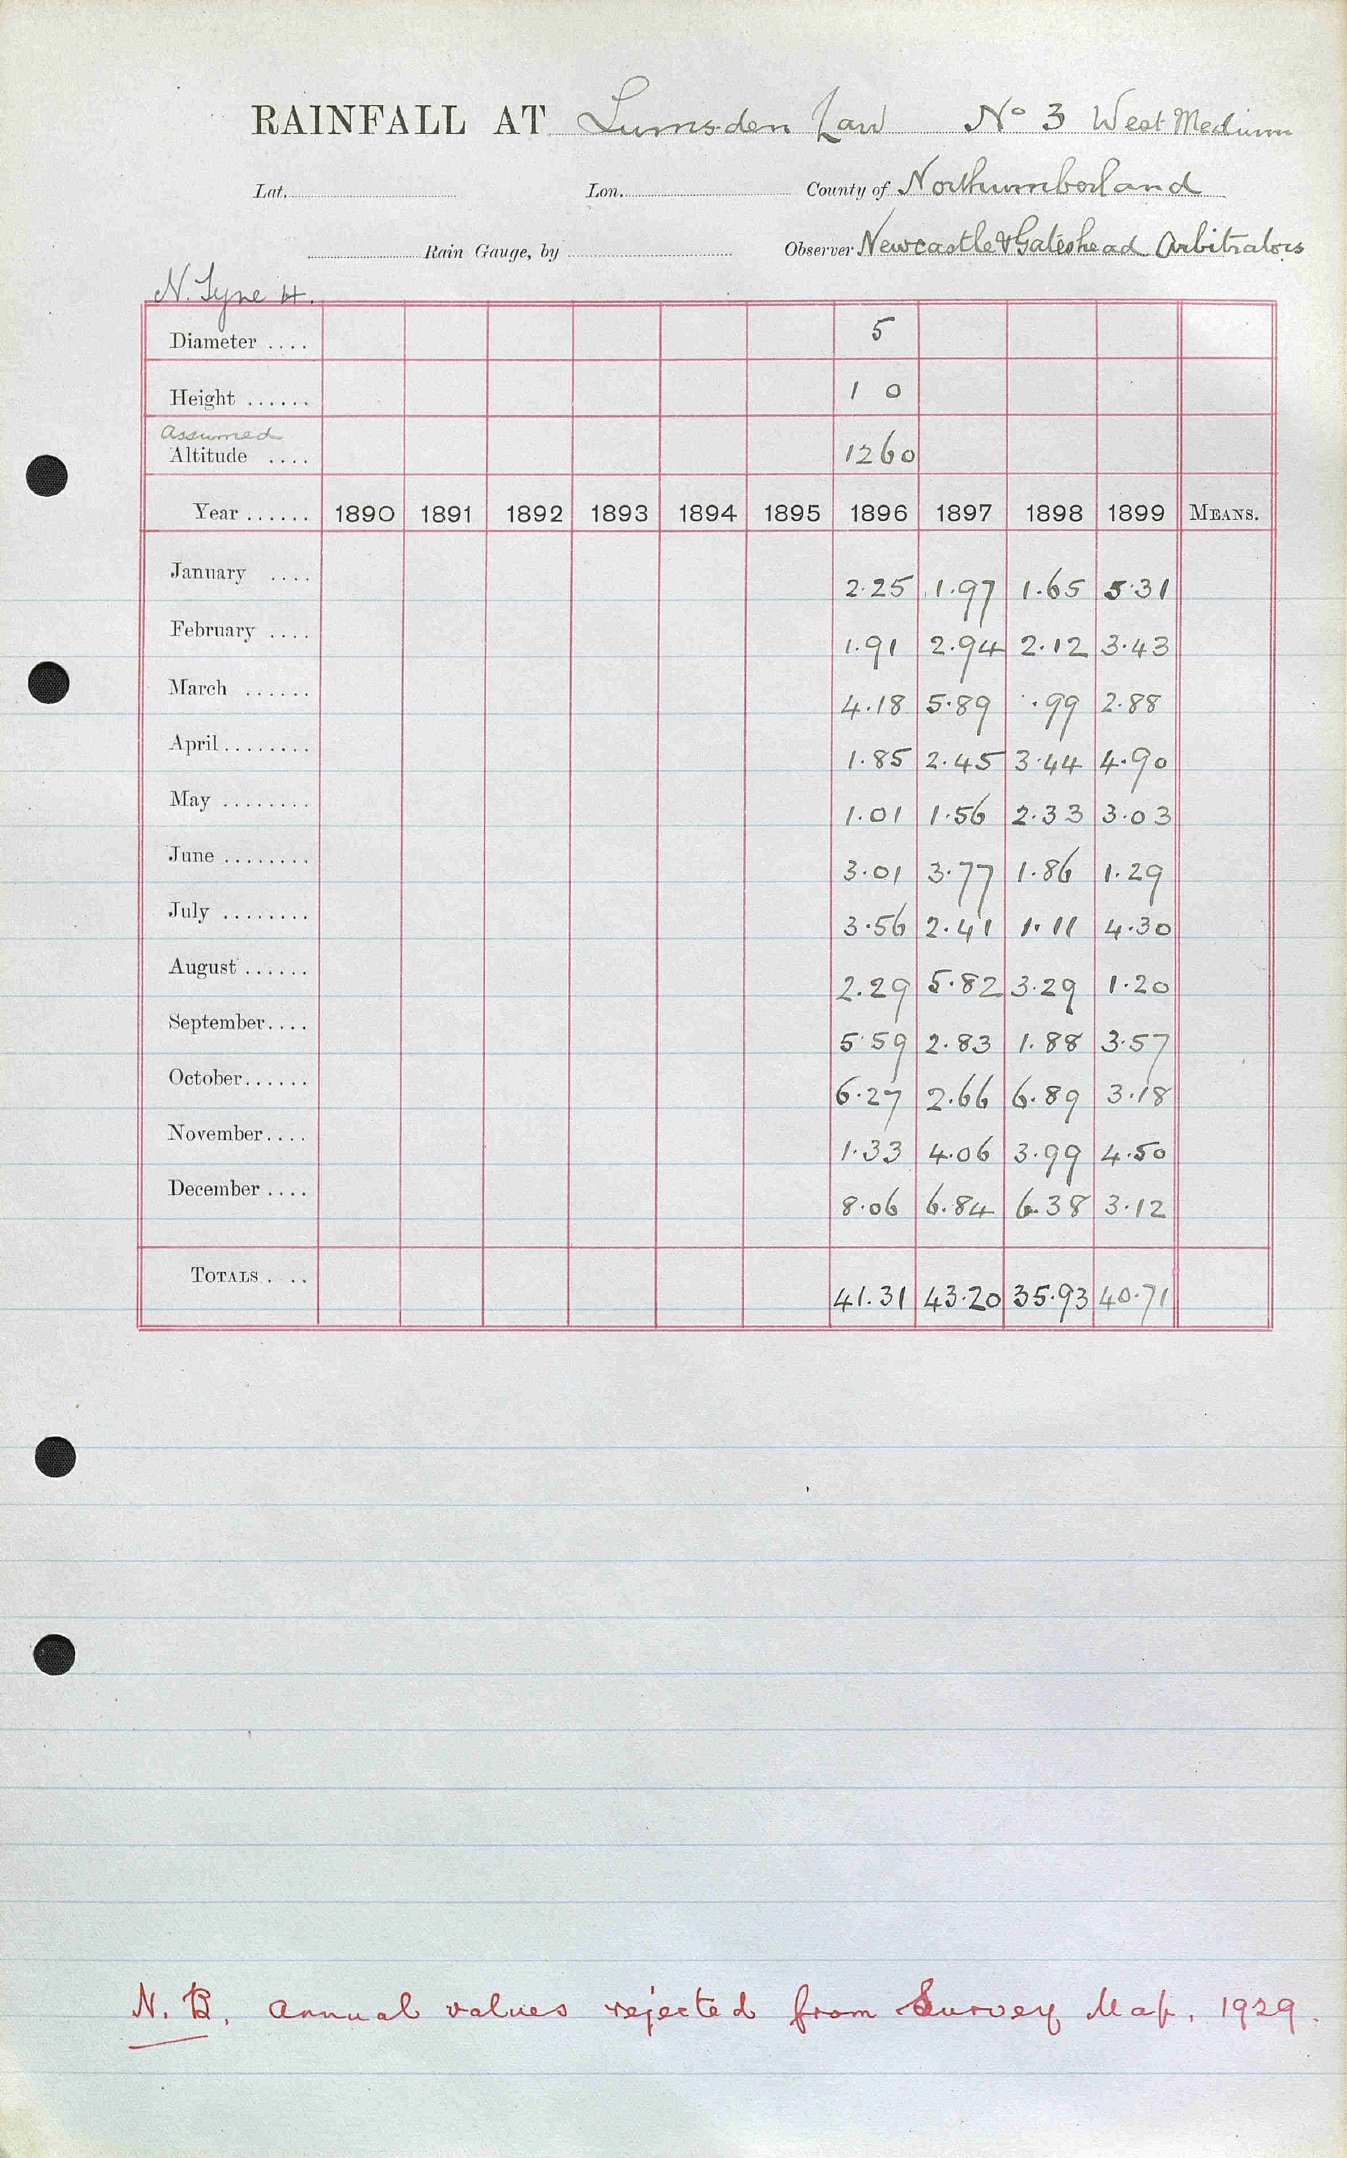 RAINFALL AT Lumsden Law No 3 West Medium
Lat. Lon. County of Northumberland
Rain Gauge, by Observer Newcastle & Gateshead Arbitrators
N. Tyne 4.
Diameter .... 5
Height ...... 1 0
Assumed
Altitude .... 1260
Year ...... 1890 1891 1892 1893 1894 1895 1896 1897 1898 1899 MEANS.
January .... 2.25 1.97 1.65 5.31
February .... 1.91 2.94 2.12 3.43
March ...... 4.18 5.89 .99 2.88
April ........ 1.85 2.45 3.44 4.90
May ........ 1.01 1.56 2.33 3.03
June ........ 3.01 3.77 1.86 1.29
July ........ 3.56 2.41 1.11 4.30
August ...... 2.29 5.82 3.29 1.20
September.... 5.59 2.83 1.88 3.57
October...... 6.27 2.66 6.89 3.18
November.... 1.33 4.06 3.99 4.50
December .... 8.06 6.84 6.38 3.12
TOTALS . .. 41.31 43.20 35.93 40.71
N. B. Annual values rejected from Survey Map, 1929.